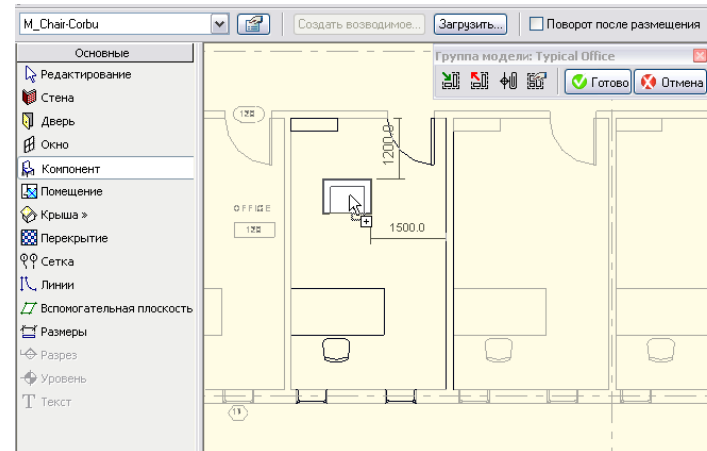 M_Chair-Corbu
Создать возводимое...
Загрузить...
Поворот после размещения
Основные
Редактирование
Стена
Дверь
Окно
Компонент
Помещение
Крыша »
Перекрытие
Сетка
Линии
Вспомогательная плоскость
Размеры
Разрез
Уровень
Текст
Группа модели: Typical Office
Готово
Отмена
1200.0
OFFICE
1500.0